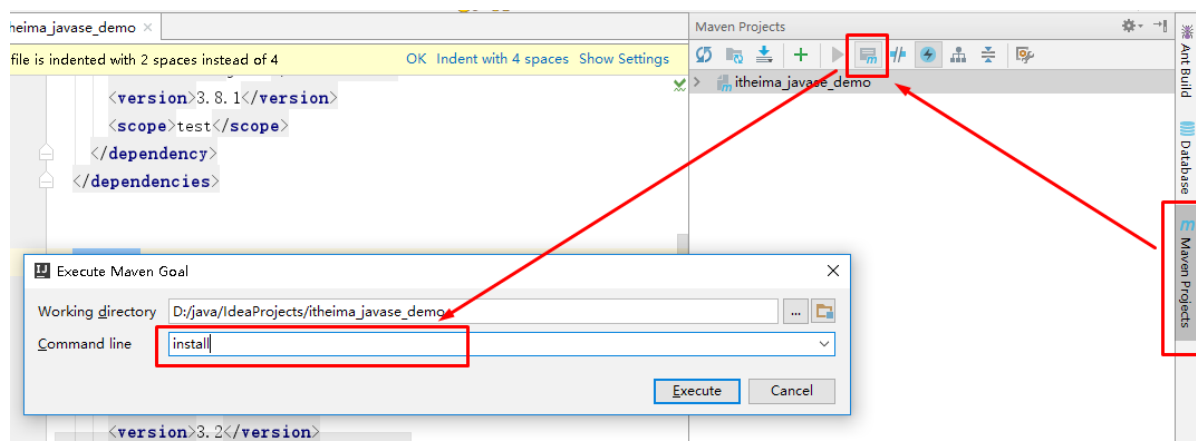 heima_javase_demo ×
Maven Projects
file is indented with 2 spaces instead of 4 OK Indent with 4 spaces Show Settings
itheima_javase_demo
<version>3.8.1</version>
<scope>test</scope>
</dependency>
</dependencies>
Ant Build
Database
Maven Projects
Execute Maven Goal
Working directory D:/java/IdeaProjects/itheima_javase_demo ...
Command line install
Execute Cancel
<version>3.2</version>